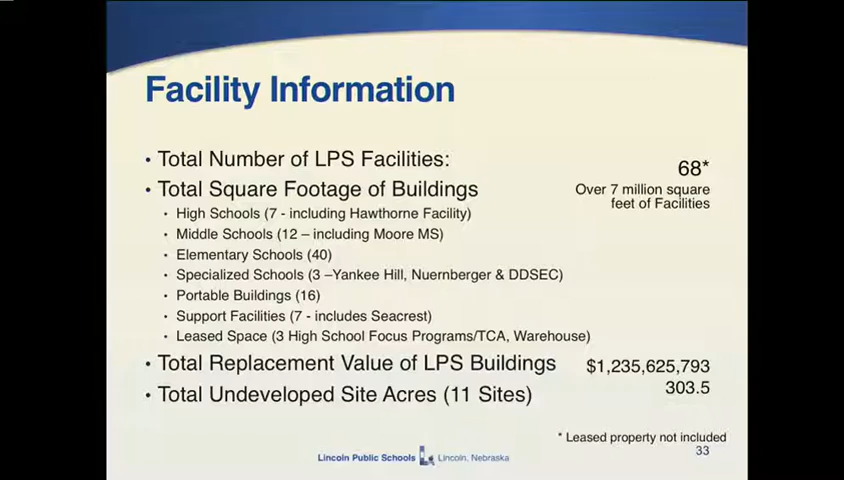 Facility Information
• Total Number of LPS Facilities:
68*
• Total Square Footage of Buildings
Over 7 million square
feet of Facilities
• High Schools (7 - including Hawthorne Facility)
• Middle Schools (12 – including Moore MS)
• Elementary Schools (40)
• Specialized Schools (3 –Yankee Hill, Nuernberger & DDSEC)
• Portable Buildings (16)
• Support Facilities (7 - includes Seacrest)
• Leased Space (3 High School Focus Programs/TCA, Warehouse)
• Total Replacement Value of LPS Buildings
$1,235,625,793
• Total Undeveloped Site Acres (11 Sites)
303.5
* Leased property not included
33
Lincoln Public Schools Lincoln, Nebraska